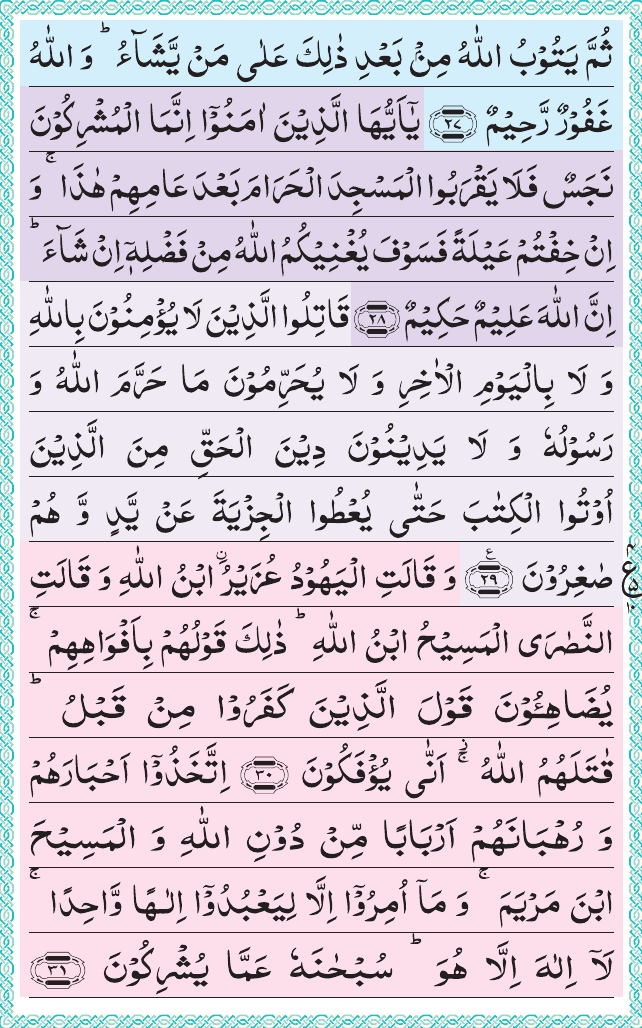 ثُمَّ يَتُوۡبُ اللّٰهُ مِنۡۢ بَعۡدِ ذٰلِكَ عَلٰى مَنۡ يَّشَآءُ‌ ؕ وَ اللّٰهُ
غَفُوۡرٌ رَّحِيۡمٌ ﴿۲۷﴾ يٰۤاَيُّهَا الَّذِيۡنَ اٰمَنُوۡۤا اِنَّمَا الۡمُشۡرِكُوۡنَ
نَجَسٌ فَلَا يَقۡرَبُوا الۡمَسۡجِدَ الۡحَرَامَ بَعۡدَ عَامِهِمۡ هٰذَا‌ ۚ وَ
اِنۡ خِفۡتُمۡ عَيۡلَةً فَسَوۡفَ يُغۡنِيۡكُمُ اللّٰهُ مِنۡ فَضۡلِهٖۤ اِنۡ شَآءَ‌ ؕ
اِنَّ اللّٰهَ عَلِيۡمٌ حَكِيۡمٌ ﴿۲۸﴾ قَاتِلُوا الَّذِيۡنَ لَا يُؤۡمِنُوۡنَ بِاللّٰهِ
وَ لَا بِالۡيَوۡمِ الۡاٰخِرِ وَ لَا يُحَرِّمُوۡنَ مَا حَرَّمَ اللّٰهُ وَ
رَسُوۡلُهٗ وَ لَا يَدِيۡنُوۡنَ دِيۡنَ الۡحَـقِّ مِنَ الَّذِيۡنَ
اُوۡتُوا الۡـكِتٰبَ حَتّٰى يُعۡطُوا الۡجِزۡيَةَ عَنۡ يَّدٍ وَّ هُمۡ
صٰغِرُوۡنَ ﴿۲۹﴾ ع وَ قَالَتِ الۡيَهُوۡدُ عُزَيۡرُ ۨابۡنُ اللّٰهِ وَ قَالَتِ
النَّصٰرَى الۡمَسِيۡحُ ابۡنُ اللّٰهِ‌ ؕ ذٰلِكَ قَوۡلُهُمۡ بِاَفۡوَاهِهِمۡ‌ ۚ
يُضَاهِـُٔوۡنَ قَوۡلَ الَّذِيۡنَ كَفَرُوۡا مِنۡ قَبۡلُ‌ ؕ
قٰتَلَهُمُ اللّٰهُ ‌ۚ اَنّٰى يُؤۡفَكُوۡنَ ﴿۳۰﴾ اِتَّخَذُوۡۤا اَحۡبَارَهُمۡ
وَ رُهۡبَانَهُمۡ اَرۡبَابًا مِّنۡ دُوۡنِ اللّٰهِ وَ الۡمَسِيۡحَ
ابۡنَ مَرۡيَمَ‌ ۚ وَ مَاۤ اُمِرُوۡۤا اِلَّا لِيَعۡبُدُوۡۤا اِلٰهًا وَّاحِدًا‌ ۚ
لَاۤ اِلٰهَ اِلَّا هُوَ‌ ؕ سُبۡحٰنَهٗ عَمَّا يُشۡرِكُوۡنَ ﴿۳۱﴾